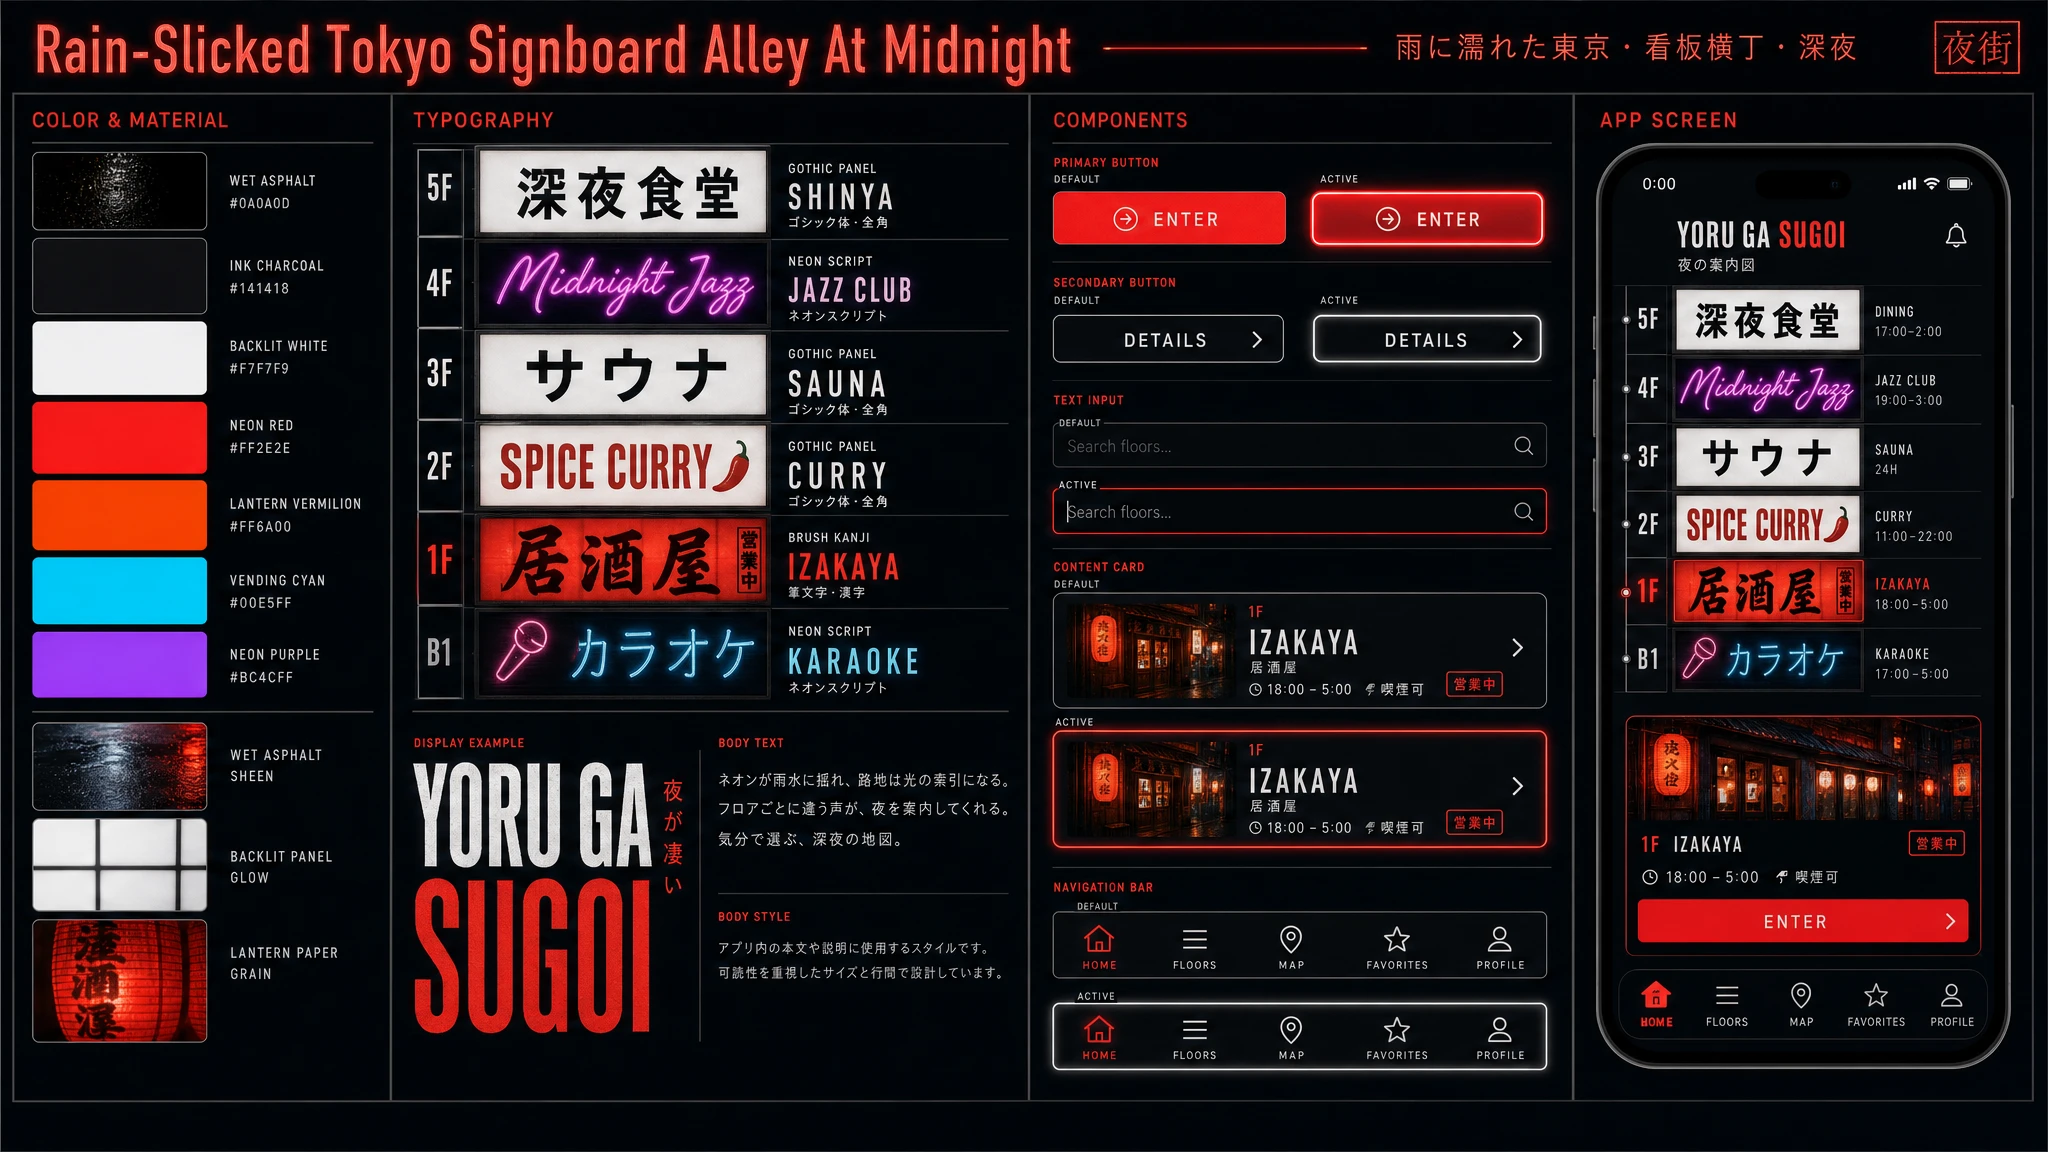 Rain-Slicked Tokyo Signboard Alley At Midnight
雨に濡れた東京・看板横丁・深夜
夜街
COLOR & MATERIAL
WET ASPHALT
#0A0A0D
INK CHARCOAL
#141418
BACKLIT WHITE
#F7F7F9
NEON RED
#FF2E2E
LANTERN VERMILION
#FF6A00
VENDING CYAN
#00E5FF
NEON PURPLE
#BC4CFF
WET ASPHALT
SHEEN
BACKLIT PANEL
GLOW
LANTERN PAPER
GRAIN
TYPOGRAPHY
5F
深夜食堂
GOTHIC PANEL
SHINYA
ゴシック体・全角
4F
Midnight Jazz
NEON SCRIPT
JAZZ CLUB
ネオンスクリプト
3F
サウナ
GOTHIC PANEL
SAUNA
ゴシック体・全角
2F
SPICE CURRY
GOTHIC PANEL
CURRY
ゴシック体・全角
1F
居酒屋
営業中
BRUSH KANJI
IZAKAYA
筆文字・漢字
B1
カラオケ
NEON SCRIPT
KARAOKE
ネオンスクリプト
DISPLAY EXAMPLE
YORU GA
SUGOI
夜が凄い
BODY TEXT
ネオンが雨水に揺れ、路地は光の索引になる。
フロアごとに違う声が、夜を案内してくれる。
気分で選ぶ、深夜の地図。
BODY STYLE
アプリ内の本文や説明に使用するスタイルです。
可読性を重視したサイズと行間で設計しています。
COMPONENTS
PRIMARY BUTTON
DEFAULT
ENTER
ACTIVE
ENTER
SECONDARY BUTTON
DEFAULT
DETAILS
ACTIVE
DETAILS
TEXT INPUT
DEFAULT
Search floors...
ACTIVE
Search floors...
CONTENT CARD
DEFAULT
1F
IZAKAYA
居酒屋
18:00 – 5:00 喫煙可
営業中
ACTIVE
1F
IZAKAYA
居酒屋
18:00 – 5:00 喫煙可
営業中
NAVIGATION BAR
DEFAULT
HOME
FLOORS
MAP
FAVORITES
PROFILE
ACTIVE
HOME
FLOORS
MAP
FAVORITES
PROFILE
APP SCREEN
0:00
YORU GA SUGOI
夜の案内図
5F
深夜食堂
DINING
17:00–2:00
4F
Midnight Jazz
JAZZ CLUB
19:00–3:00
3F
サウナ
SAUNA
24H
2F
SPICE CURRY
CURRY
11:00–22:00
1F
居酒屋
営業中
IZAKAYA
18:00–5:00
B1
カラオケ
KARAOKE
17:00–5:00
1F IZAKAYA
営業中
18:00 – 5:00 喫煙可
ENTER
HOME
FLOORS
MAP
FAVORITES
PROFILE